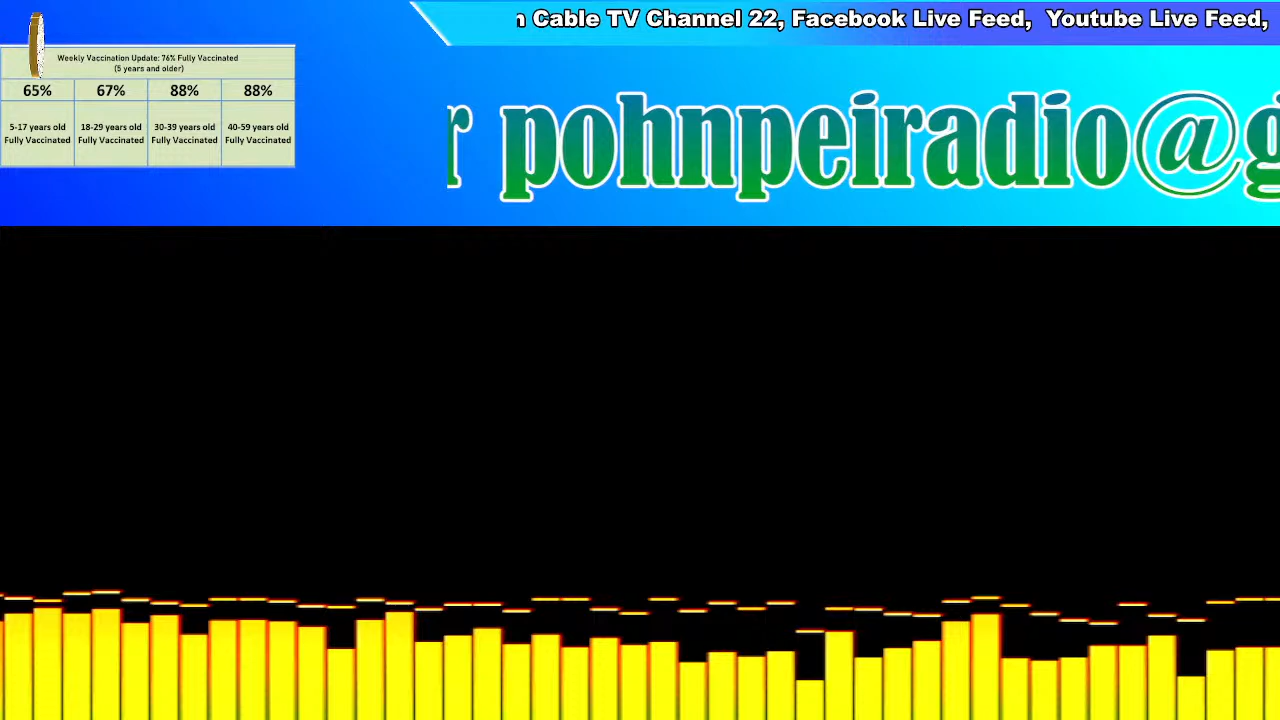 Cable TV Channel 22, Facebook Live Feed, Youtube Live Feed,
Weekly Vaccination Update: 76% Fully Vaccinated
(5 years and older)
65% 67% 88% 88%
5-17 years old 18-29 years old 30-39 years old 40-59 years old
Fully Vaccinated Fully Vaccinated Fully Vaccinated Fully Vaccinated
r pohnpeiradio@g